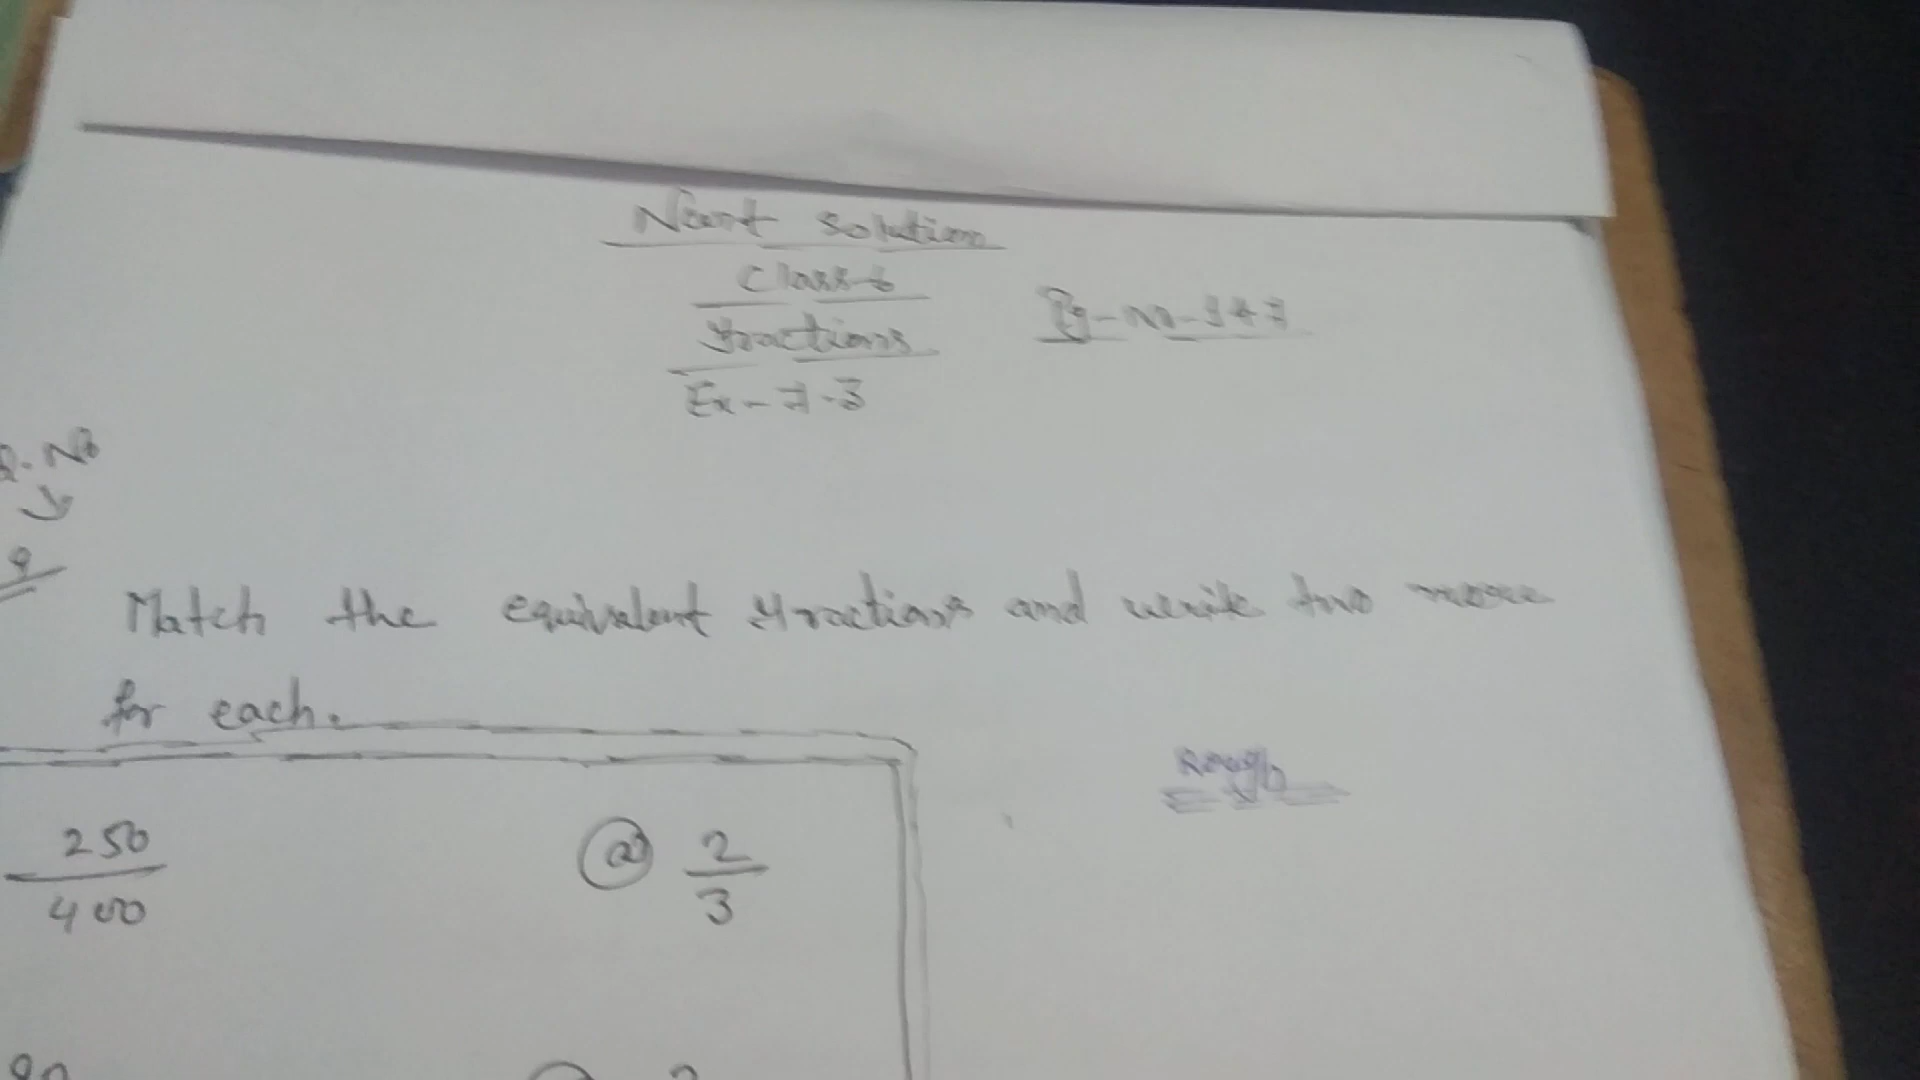 Ncert Solution
Class-6
Fractions
Pg-No-147
Ex-7.3
Q. No
9
Match the equivalent fractions and write two more
for each.
Rough
250
400
(a) 2
3